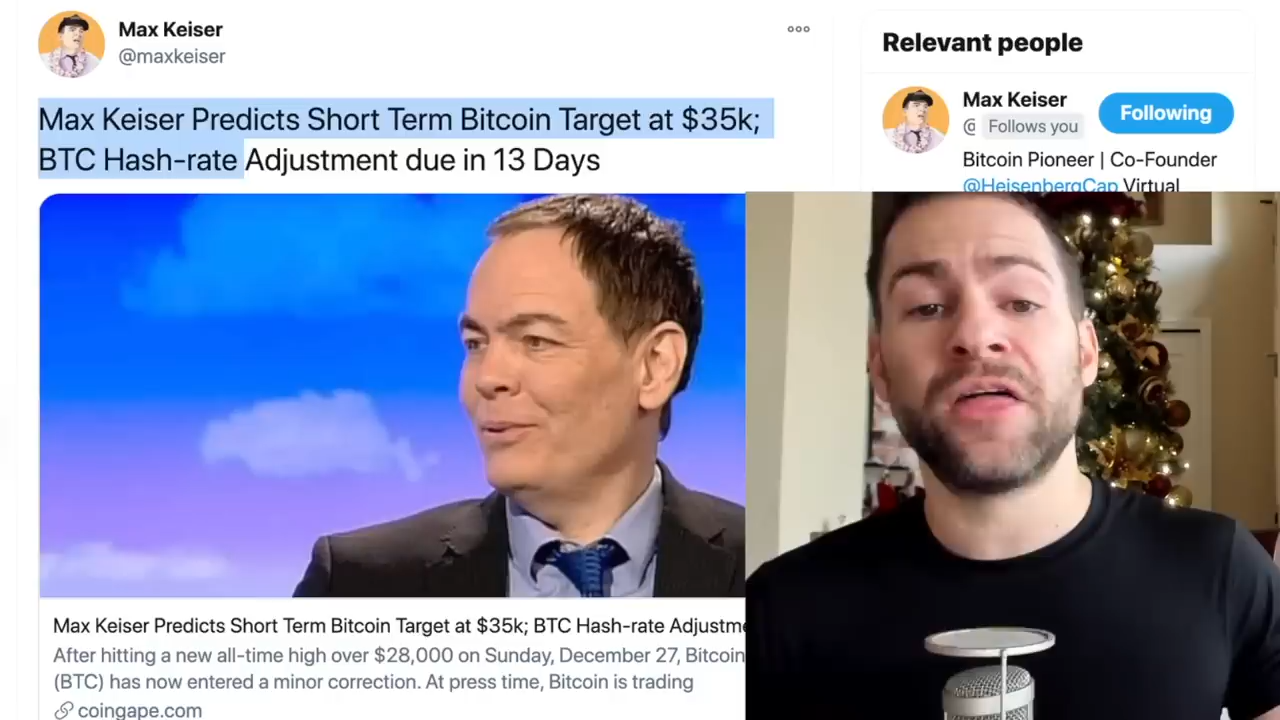 Max Keiser
@maxkeiser
Max Keiser Predicts Short Term Bitcoin Target at $35k;
BTC Hash-rate Adjustment due in 13 Days
Max Keiser Predicts Short Term Bitcoin Target at $35k; BTC Hash-rate
After hitting a new all-time high over $28,000 on Sunday, December 27, Bitcoin
(BTC) has now entered a minor correction. At press time, Bitcoin is trading
coingape.com
Relevant people
Max Keiser
@ Follows you
Following
Bitcoin Pioneer | Co-Founder
@HeisenbergCap Virtual